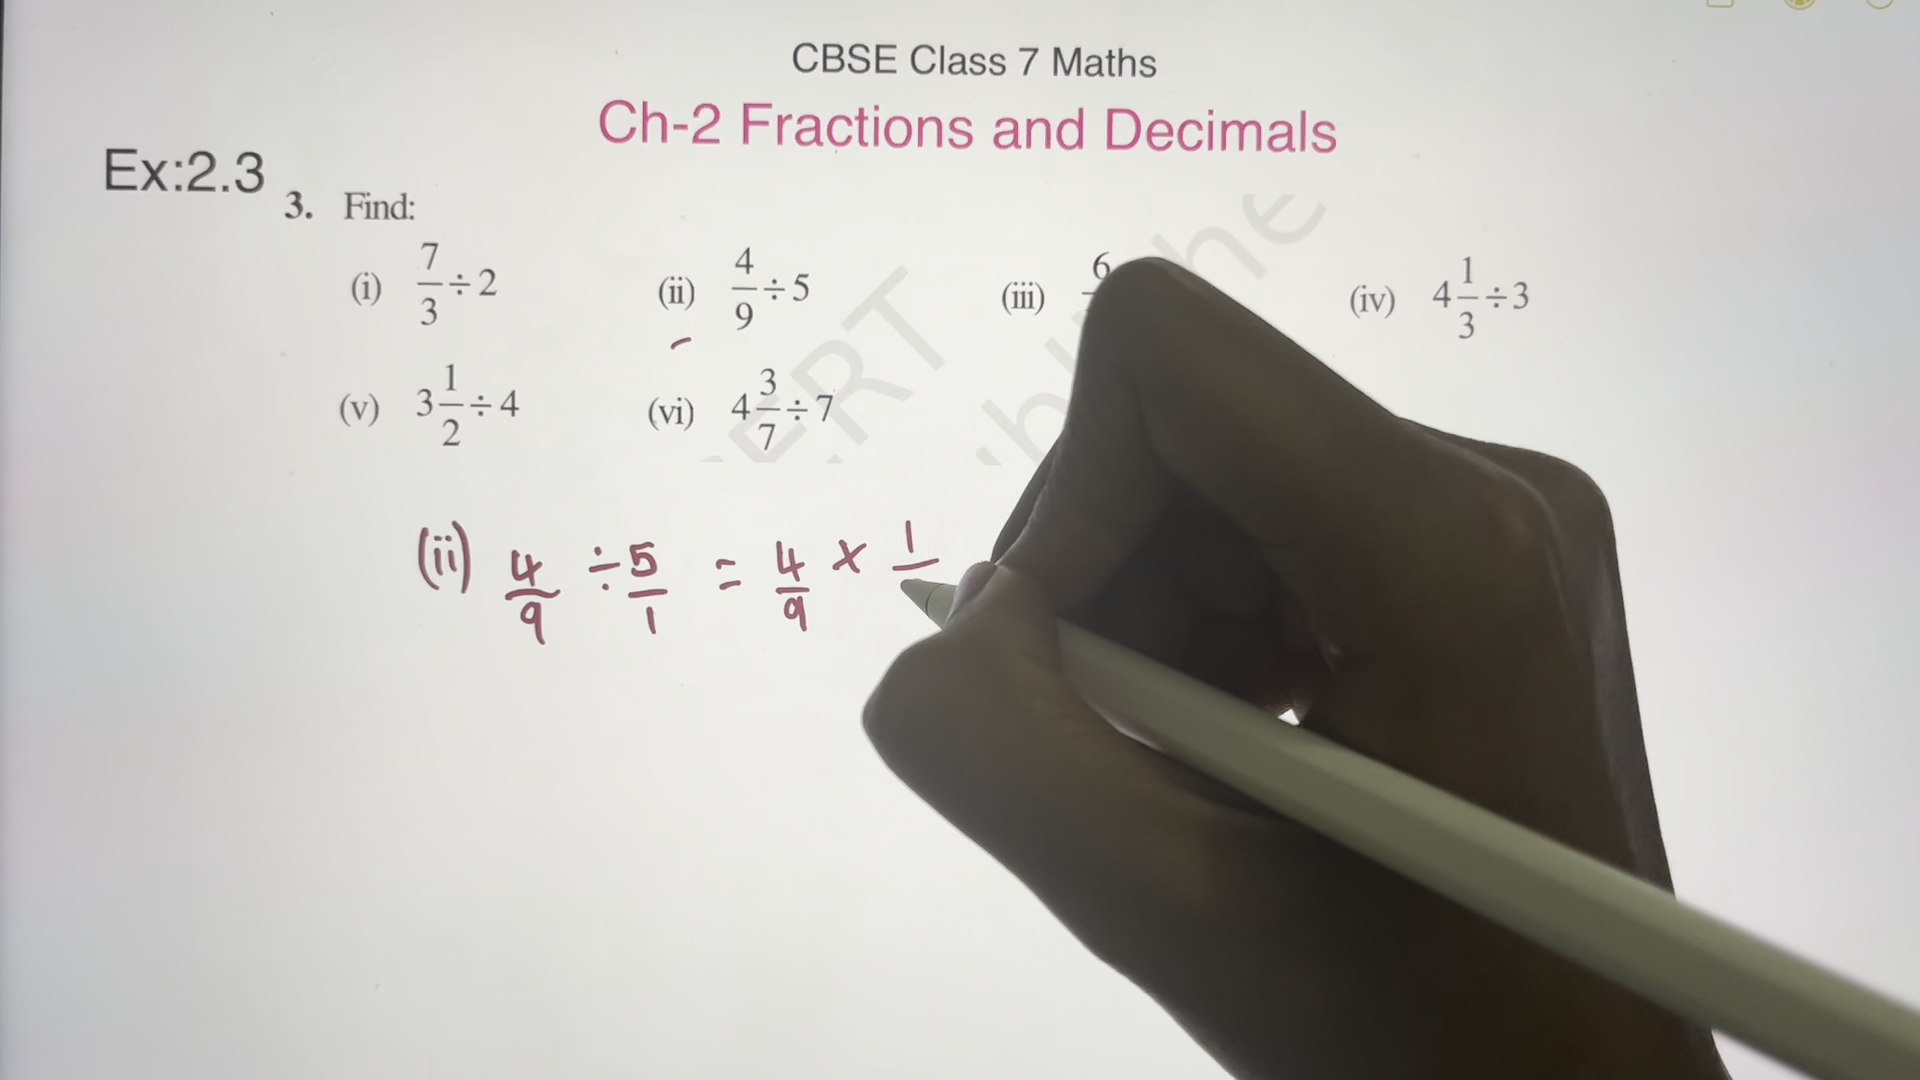 CBSE Class 7 Maths
Ch-2 Fractions and Decimals
Ex:2.3
3. Find:
(i) 7/3 ÷ 2 (ii) 4/9 ÷ 5 (iii) 6 (iv) 4 1/3 ÷ 3
(v) 3 1/2 ÷ 4 (vi) 4 3/7 ÷ 7
(ii) 4/9 ÷ 5/1 = 4/9 × 1/